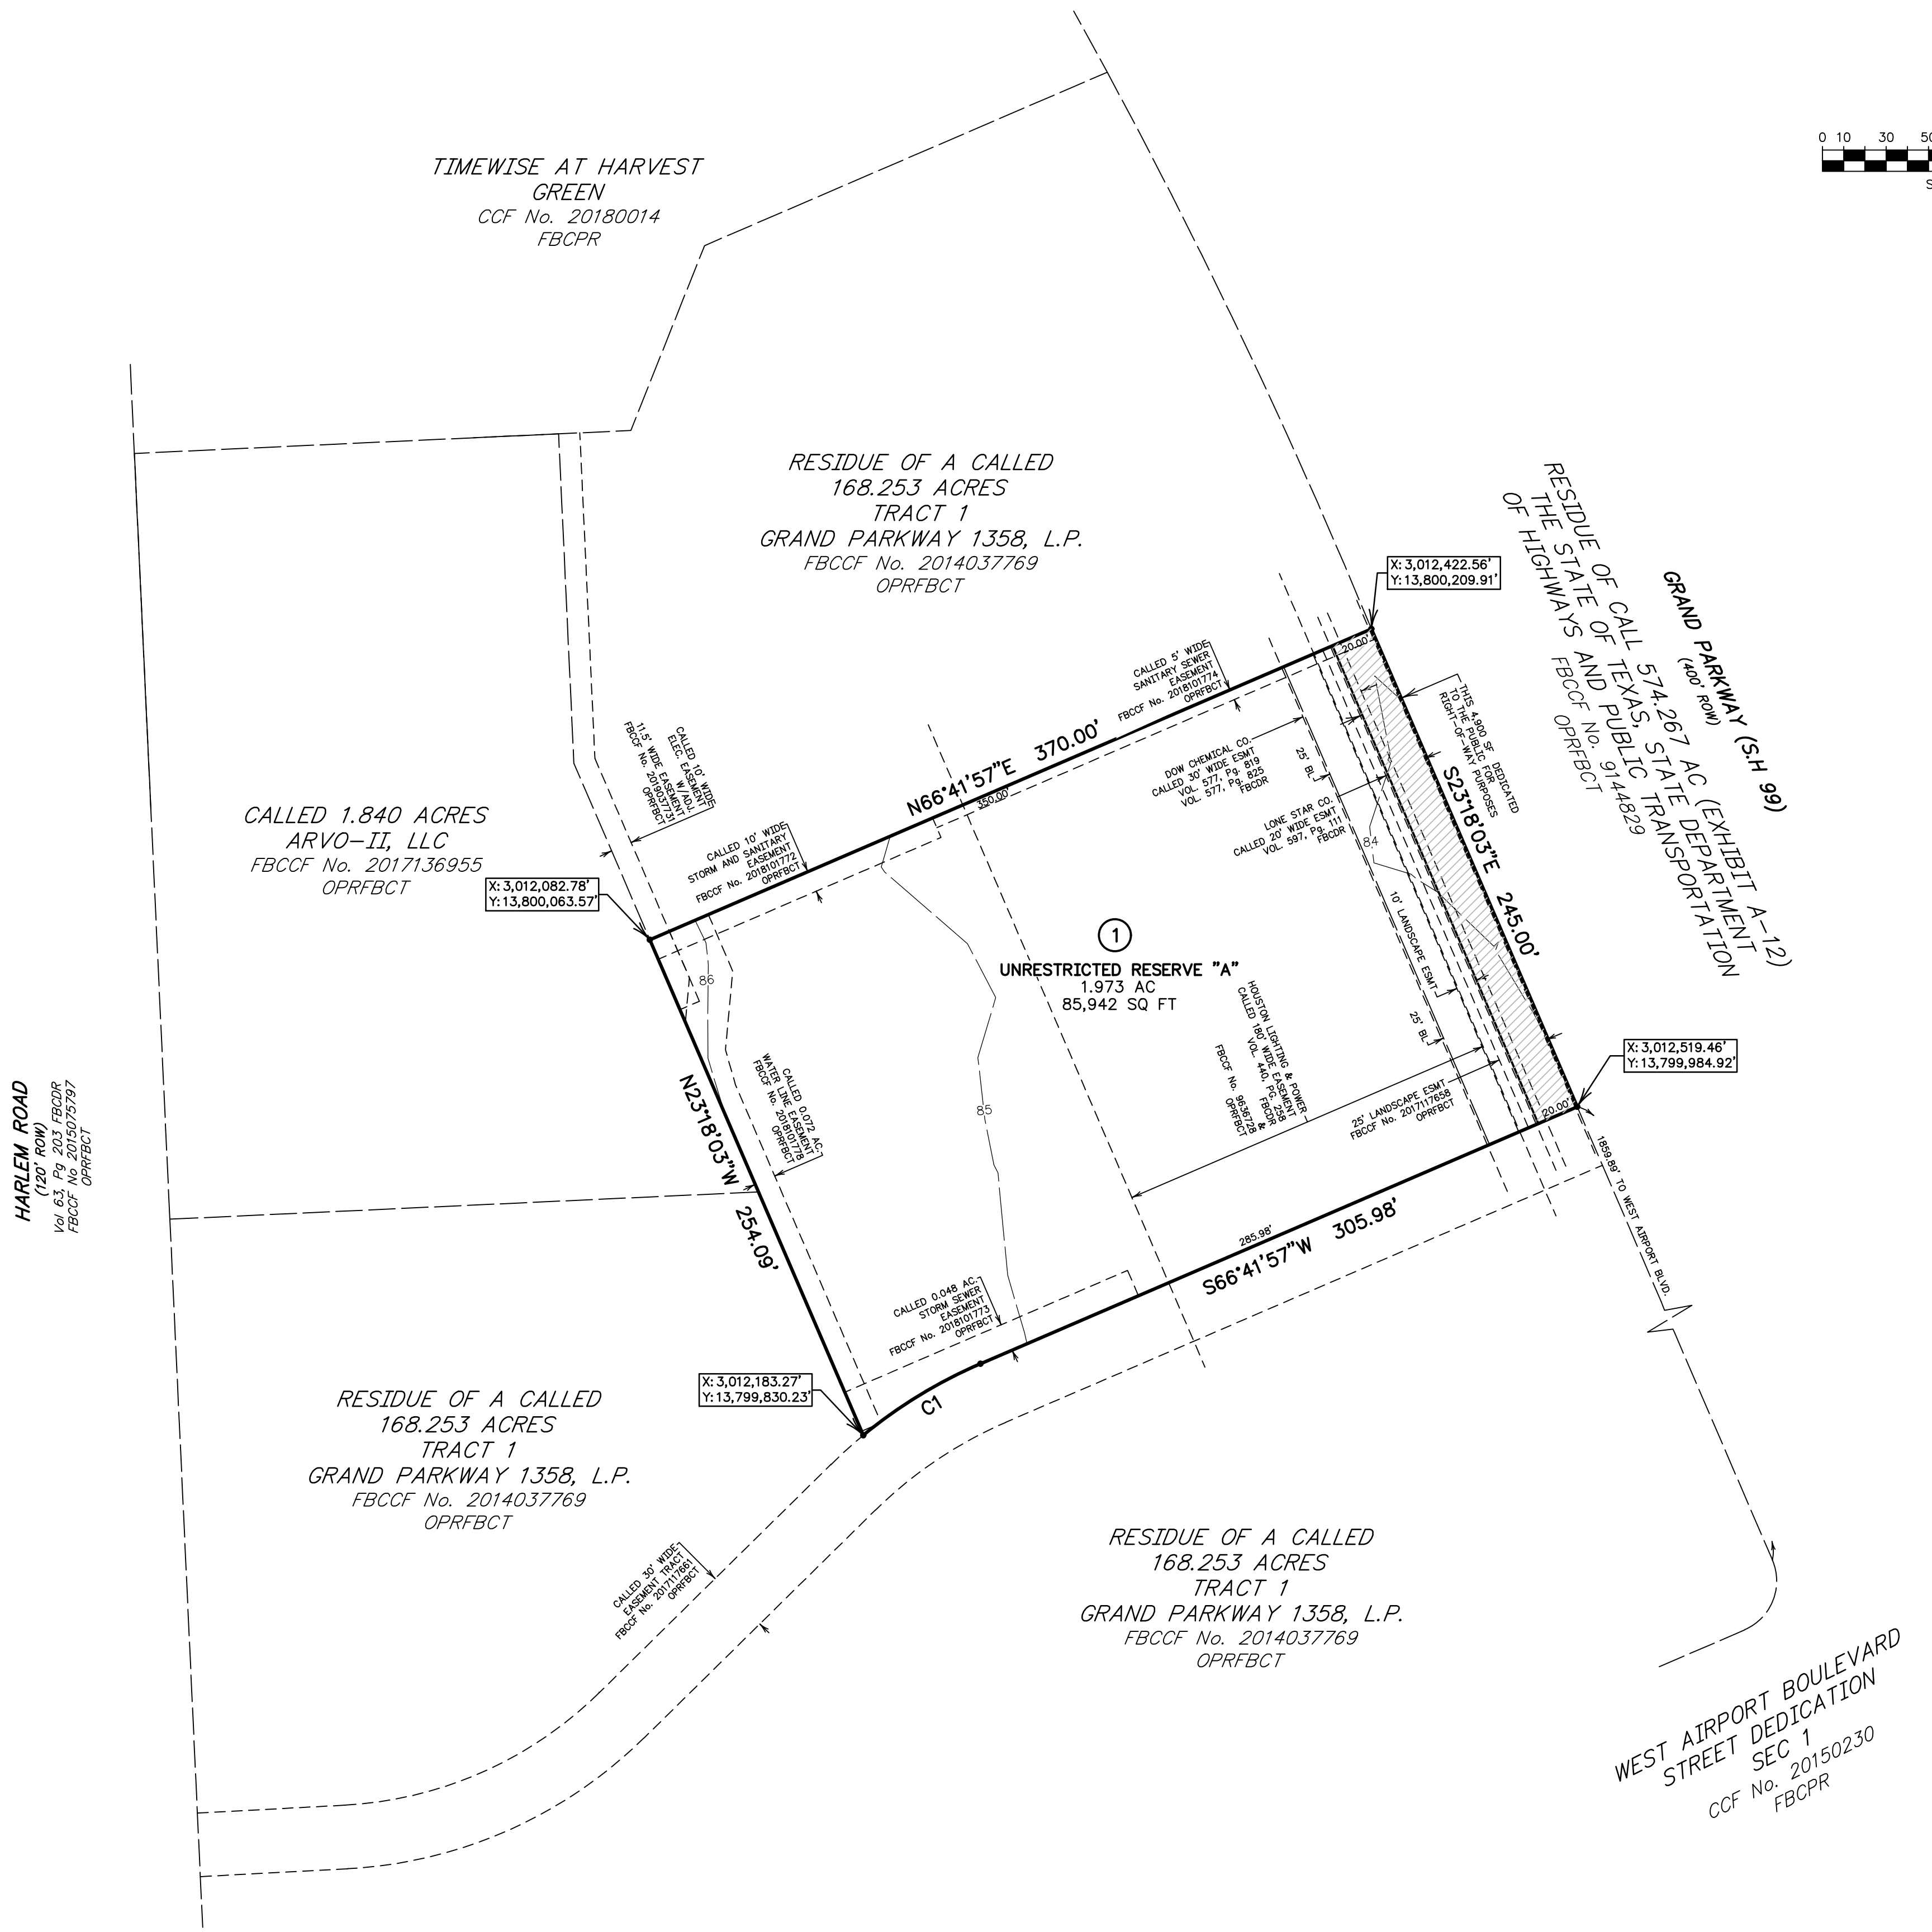 0 10 30 50
S
TIMEWISE AT HARVEST
GREEN
CCF No. 20180014
FBCPR
RESIDUE OF A CALLED
168.253 ACRES
TRACT 1
GRAND PARKWAY 1358, L.P.
FBCCF No. 2014037769
OPRFBCT
RESIDUE OF CALL 574.267 AC (EXHIBIT A-12)
THE STATE OF TEXAS, STATE DEPARTMENT
OF HIGHWAYS AND PUBLIC TRANSPORTATION
FBCCF No. 9144829
OPRFBCT
GRAND PARKWAY (S.H 99)
(400' ROW)
X: 3,012,422.56'
Y: 13,800,209.91'
20.00'
THIS 4,900 SF DEDICATED
TO THE PUBLIC FOR
RIGHT-OF-WAY PURPOSES
S23°18'03"E 245.00'
CALLED 5' WIDE
SANITARY SEWER
EASEMENT
FBCCF No. 2018101774
OPRFBCT
N66°41'57"E 370.00'
350.00'
DOW CHEMICAL CO.
CALLED 30' WIDE ESMT
VOL. 577, Pg. 819
VOL. 577, Pg. 825
FBCDR
25' BL
LONE STAR CO.
CALLED 20' WIDE ESMT
VOL. 597, Pg. 111
FBCDR
84
CALLED 10' WIDE
ELEC. EASEMENT
W/ADJ.
11.5' WIDE EASEMENT
FBCCF No. 2019037731
OPRFBCT
CALLED 10' WIDE
STORM AND SANITARY
EASEMENT
FBCCF No. 2018101772
OPRFBCT
CALLED 1.840 ACRES
ARVO-II, LLC
FBCCF No. 2017136955
OPRFBCT
X: 3,012,082.78'
Y: 13,800,063.57'
86
1
UNRESTRICTED RESERVE "A"
1.973 AC
85,942 SQ FT
10' LANDSCAPE ESMT
25' BL
HOUSTON LIGHTING & POWER
CALLED 180' WIDE EASEMENT
VOL. 440, PG. 258
FBCDR
&
FBCCF No. 9636728
OPRFBCT
25' LANDSCAPE ESMT
FBCCF No. 2017117658
OPRFBCT
20.00'
X: 3,012,519.46'
Y: 13,799,984.92'
1859.89' TO WEST AIRPORT BLVD.
HARLEM ROAD
(120' ROW)
Vol 63, Pg 203 FBCDR
FBCCF No 2015075797
OPRFBCT
CALLED 0.072 AC.
WATER LINE EASEMENT
FBCCF No. 2018101778
OPRFBCT
N23°18'03"W 254.09'
85
285.98'
S66°41'57"W 305.98'
CALLED 0.048 AC.
STORM SEWER
EASEMENT
FBCCF No. 2018101773
OPRFBCT
X: 3,012,183.27'
Y: 13,799,830.23'
C1
RESIDUE OF A CALLED
168.253 ACRES
TRACT 1
GRAND PARKWAY 1358, L.P.
FBCCF No. 2014037769
OPRFBCT
CALLED 30' WIDE
EASEMENT TRACT
FBCCF No. 2017117661
OPRFBCT
RESIDUE OF A CALLED
168.253 ACRES
TRACT 1
GRAND PARKWAY 1358, L.P.
FBCCF No. 2014037769
OPRFBCT
WEST AIRPORT BOULEVARD
STREET DEDICATION
SEC 1
CCF No. 20150230
FBCPR